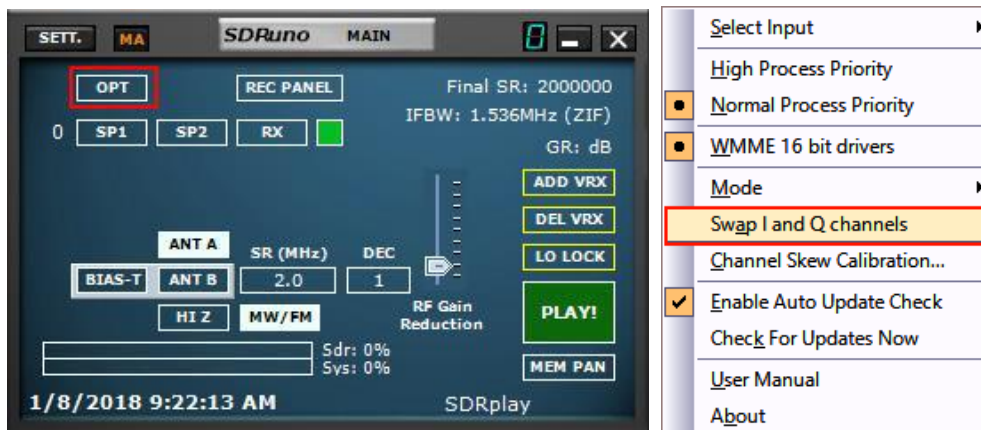 SETT. MA SDRuno MAIN 0
OPT REC PANEL Final SR: 2000000
IFBW: 1.536MHz (ZIF)
0 SP1 SP2 RX
GR: dB
ADD VRX
DEL VRX
ANT A SR (MHz) DEC LO LOCK
BIAS-T ANT B 2.0 1
HI Z MW/FM RF Gain Reduction PLAY!
Sdr: 0%
Sys: 0% MEM PAN
1/8/2018 9:22:13 AM SDRplay
Select Input
High Process Priority
Normal Process Priority
WMME 16 bit drivers
Mode
Swap I and Q channels
Channel Skew Calibration...
Enable Auto Update Check
Check For Updates Now
User Manual
About